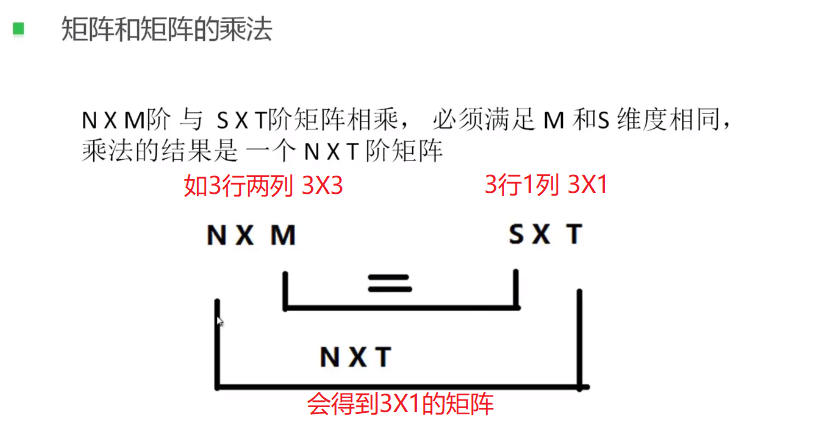 矩阵和矩阵的乘法
N X M阶 与 S X T阶矩阵相乘， 必须满足 M 和S 维度相同，
乘法的结果是 一个 N X T 阶矩阵
如3行两列 3X3
3行1列 3X1
N X M
S X T
=
N X T
会得到3X1的矩阵